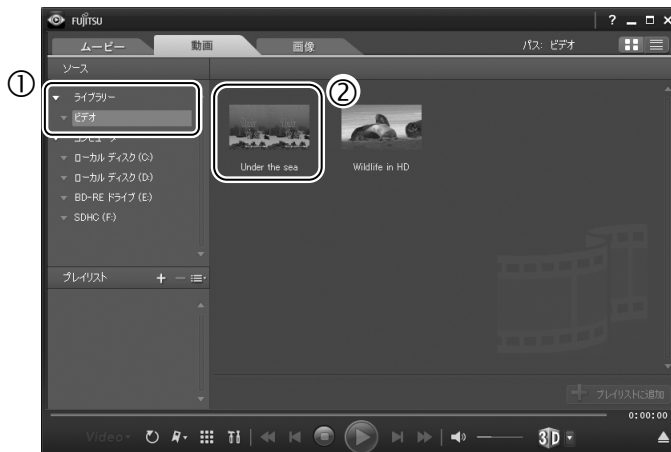 FUJITSU
?
ムービー 動画 画像 パス: ビデオ
ソース
①
▼ ライブラリー
ビデオ
②
ローカル ディスク (C:)
ローカル ディスク (D:)
BD-RE ドライブ (E:)
SDHC (F:)
Under the sea
Wildlife in HD
プレイリスト
プレイリストに追加
0:00:00
Video
3D